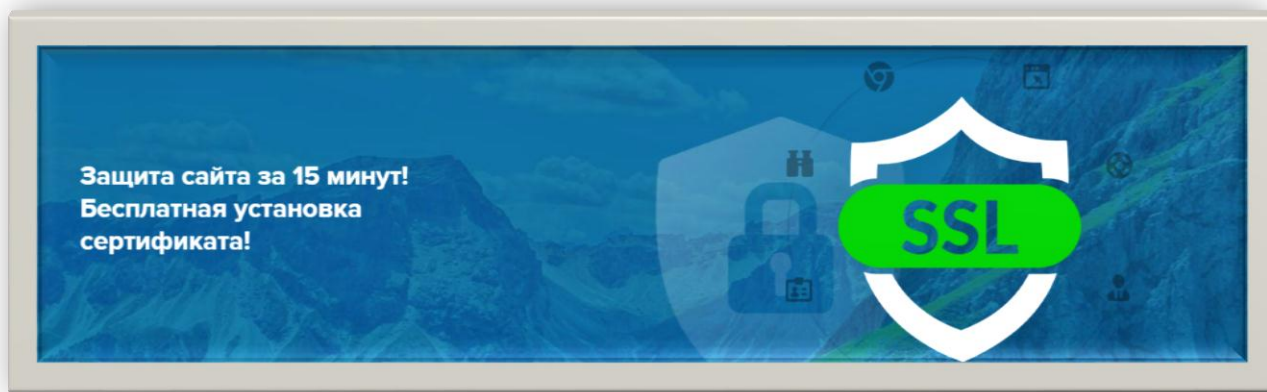 Защита сайта за 15 минут!
Бесплатная установка
сертификата!
SSL